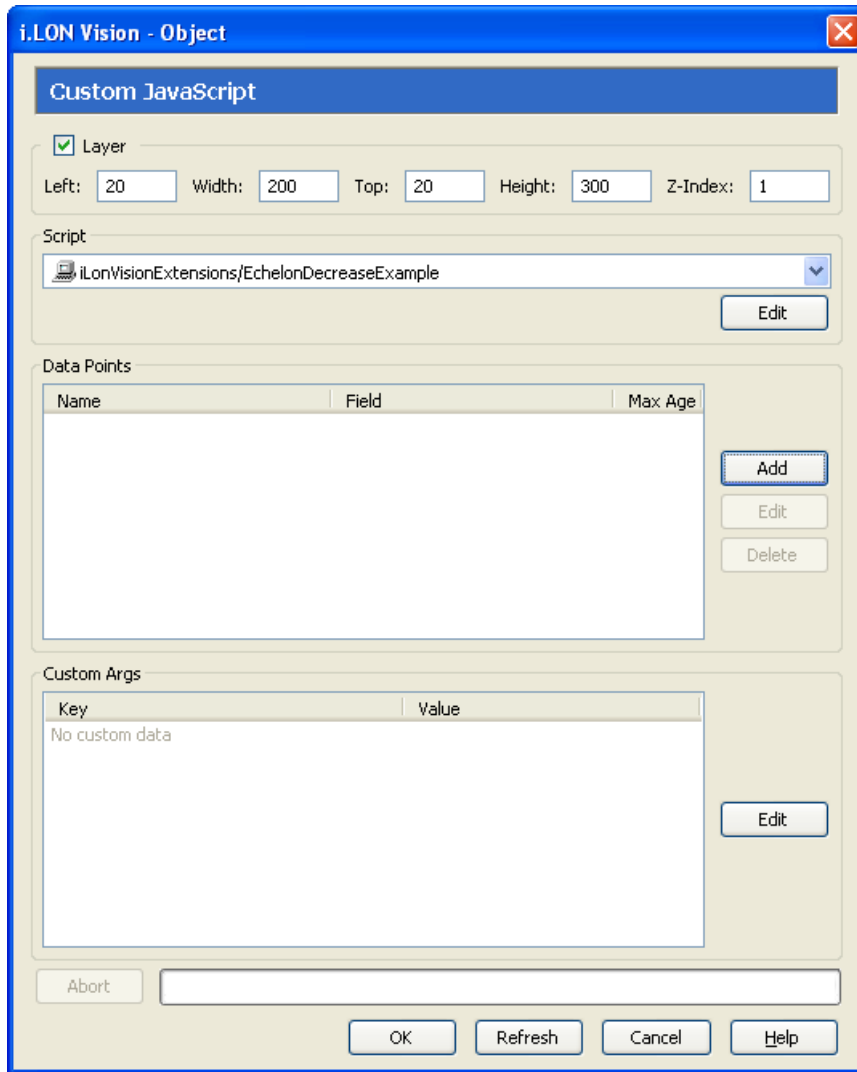 i.LON Vision - Object
Custom JavaScript
Layer
Left: 20 Width: 200 Top: 20 Height: 300 Z-Index: 1
Script
iLonVisionExtensions/EchelonDecreaseExample
Edit
Data Points
Name Field Max Age
Add
Edit
Delete
Custom Args
Key Value
No custom data
Edit
Abort
OK Refresh Cancel Help